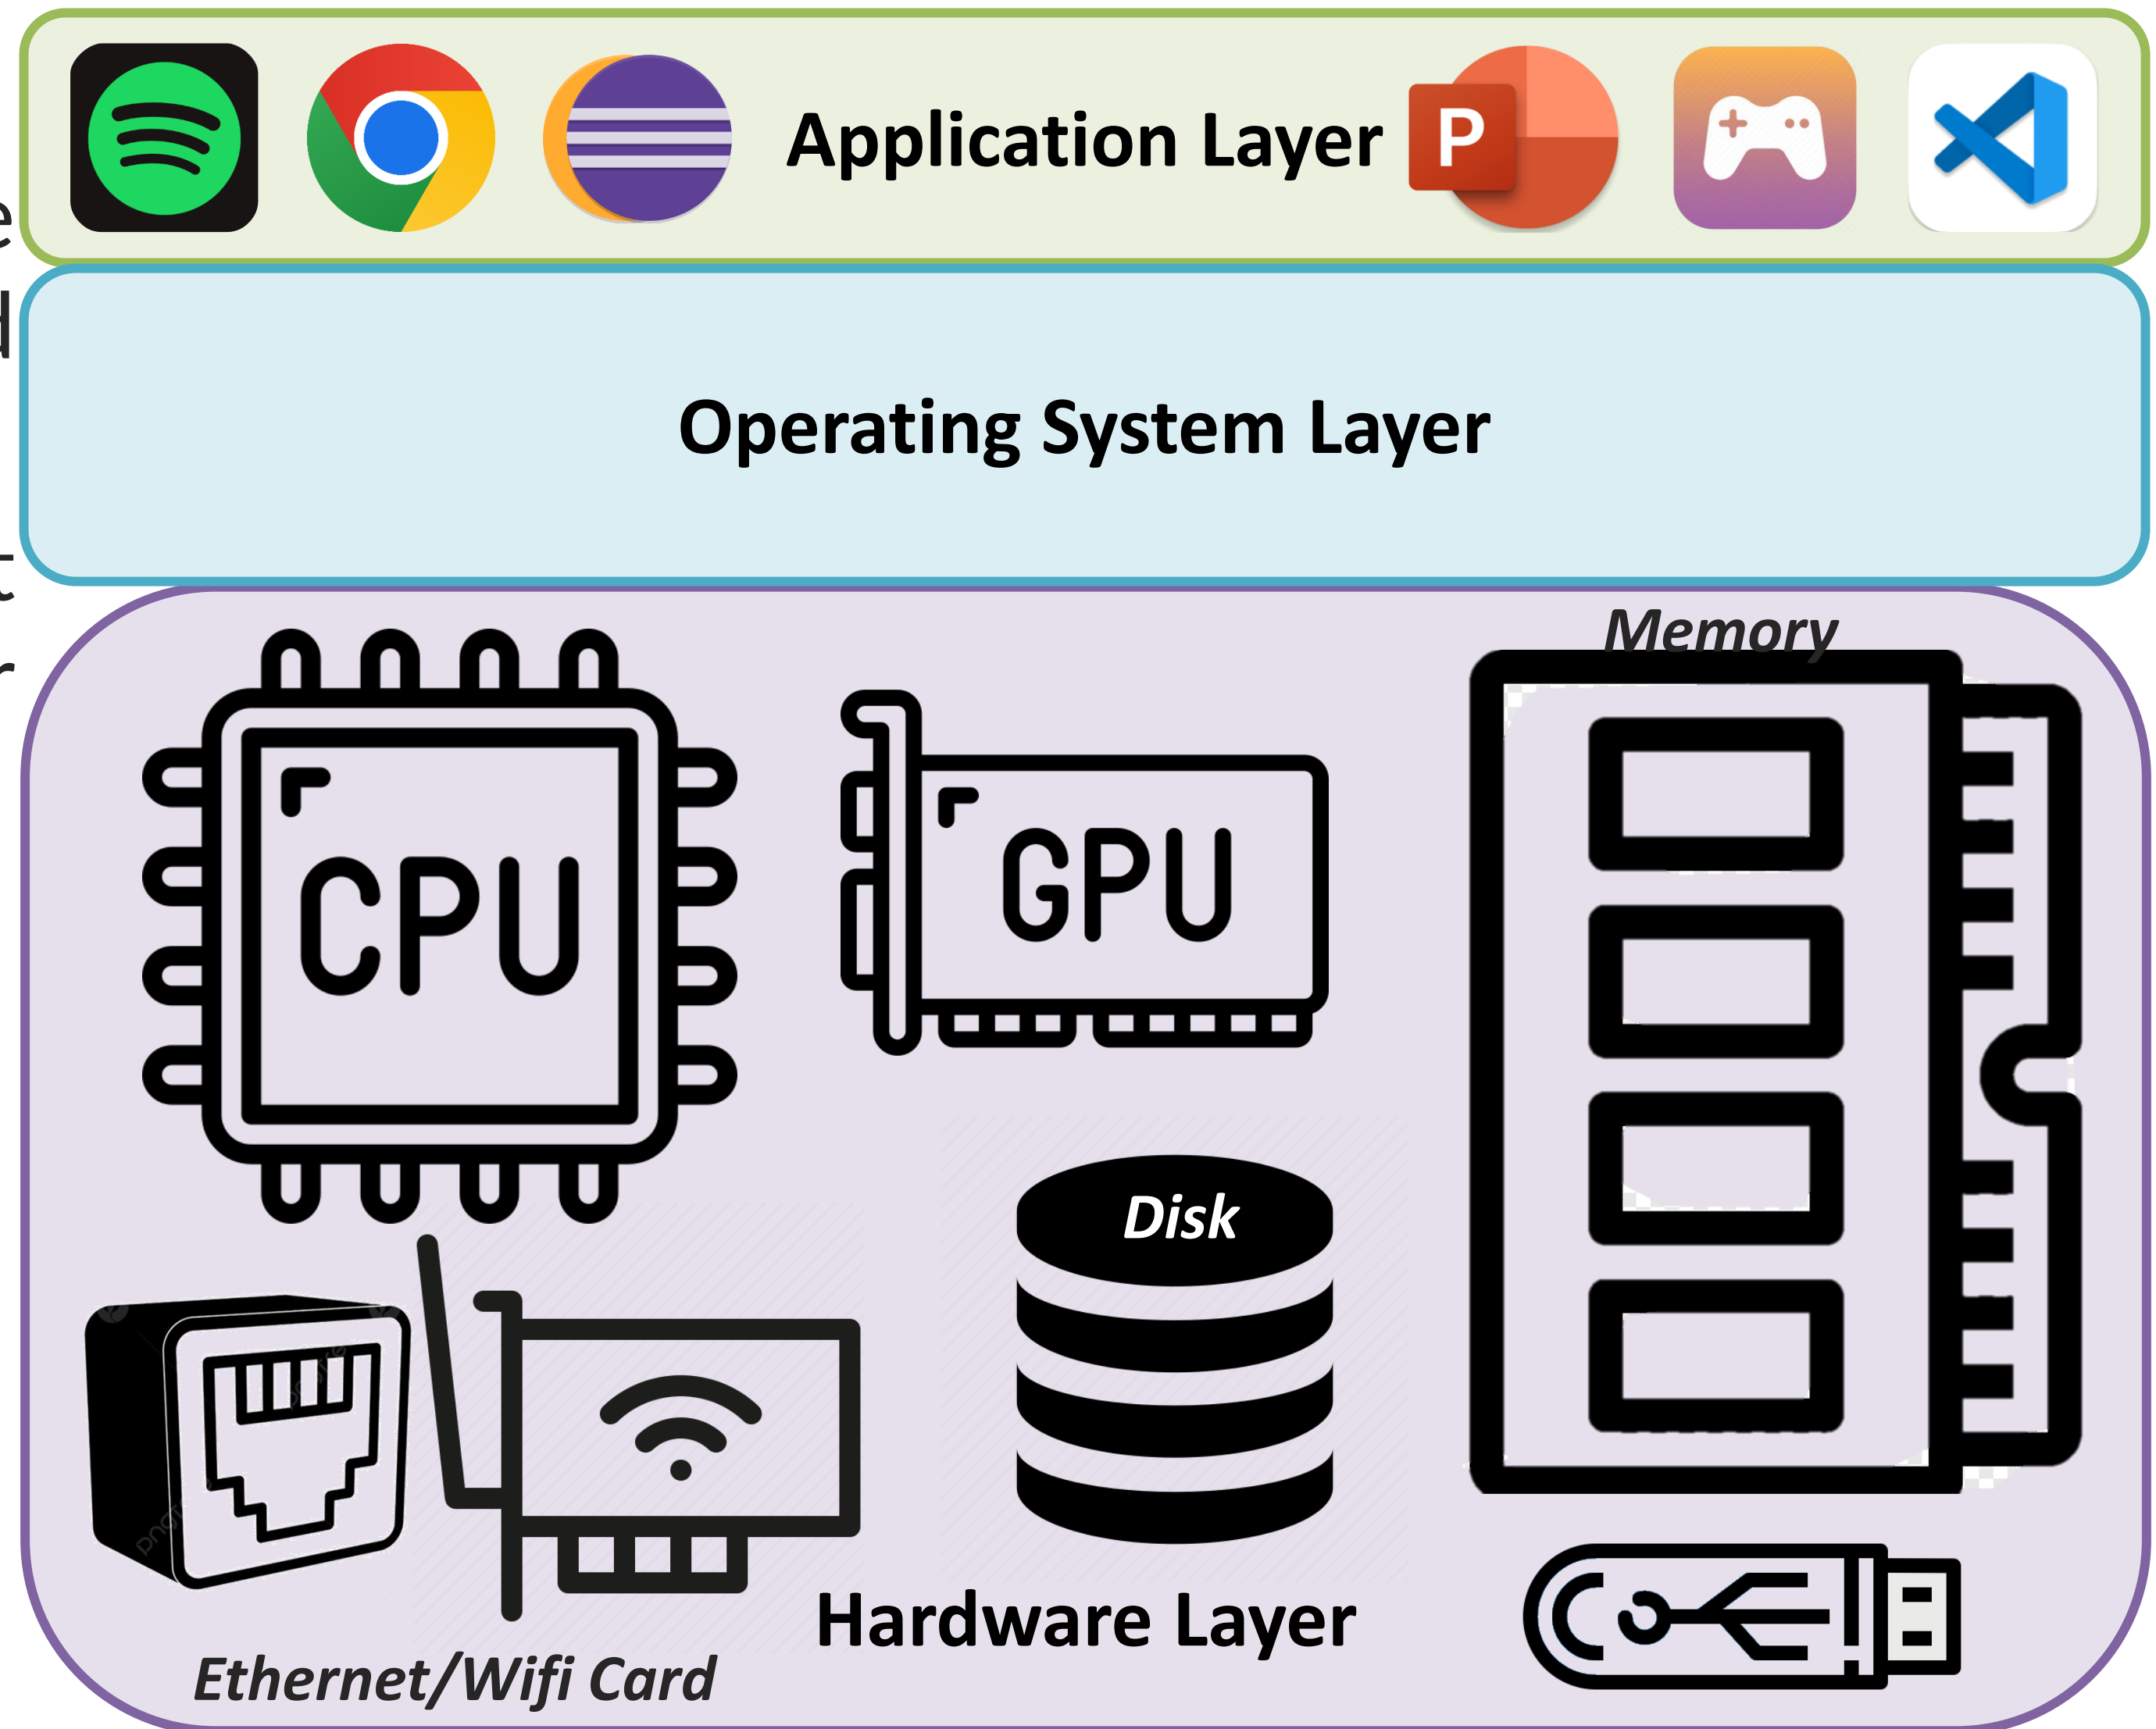 Application Layer
P
Operating System Layer
Memory
CPU
GPU
Disk
Hardware Layer
Ethernet/Wifi Card